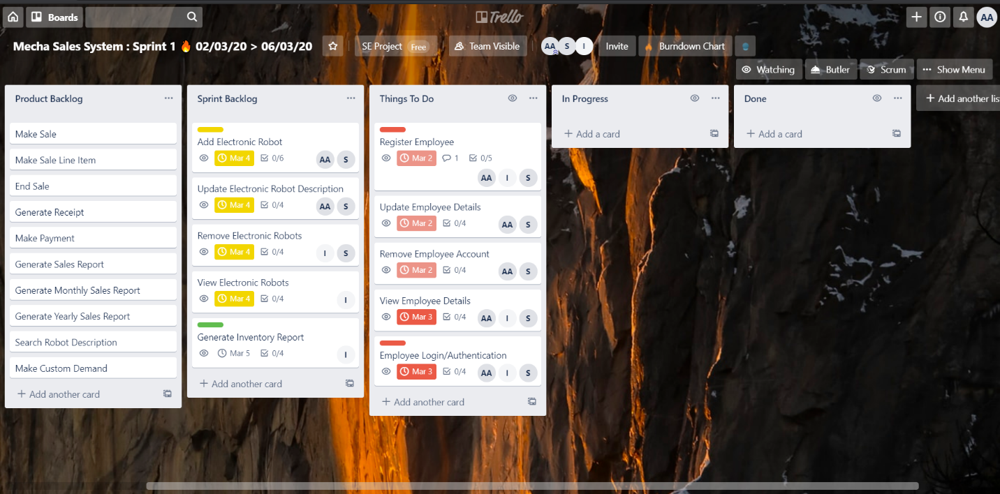 Boards
Trello
AA
Mecha Sales System : Sprint 1 🔥 02/03/20 > 06/03/20
SE Project Free
Team Visible
AA S I
Invite
Burndown Chart
Watching
Butler
Scrum
... Show Menu
Product Backlog
Make Sale
Make Sale Line Item
End Sale
Generate Receipt
Make Payment
Generate Sales Report
Generate Monthly Sales Report
Generate Yearly Sales Report
Search Robot Description
Make Custom Demand
+ Add another card
Sprint Backlog
Add Electronic Robot
Mar 4 0/6 AA S
Update Electronic Robot Description
Mar 4 0/4 AA S
Remove Electronic Robots
Mar 4 0/4 I S
View Electronic Robots
Mar 4 0/4 I
Generate Inventory Report
Mar 5 0/4 I
+ Add another card
Things To Do
Register Employee
Mar 2 1 0/5
AA I S
Update Employee Details
Mar 2 0/4 AA S
Remove Employee Account
Mar 2 0/4 AA S
View Employee Details
Mar 3 0/4 AA I S
Employee Login/Authentication
Mar 3 0/4 AA I S
+ Add another card
In Progress
+ Add a card
Done
+ Add a card
+ Add another lis